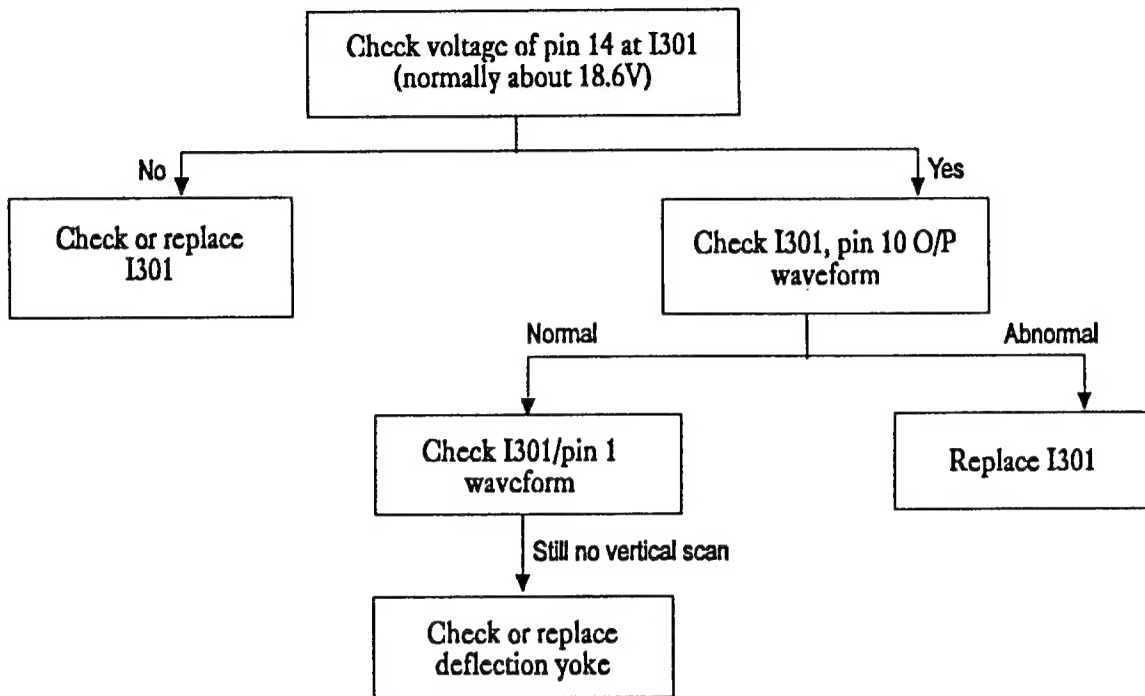 Check voltage of pin 14 at I301
(normally about 18.6V)
No
Yes
Check or replace
I301
Check I301, pin 10 O/P
waveform
Normal
Abnormal
Check I301/pin 1
waveform
Replace I301
Still no vertical scan
Check or replace
deflection yoke